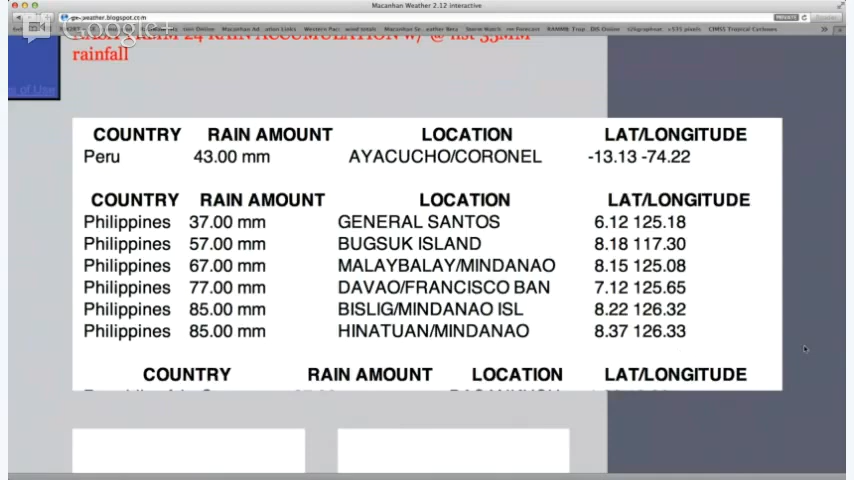 Macanhan Weather 2.12 interactive
Google+
rainfall
s of Use
COUNTRY RAIN AMOUNT LOCATION LAT/LONGITUDE
Peru 43.00 mm AYACUCHO/CORONEL -13.13 -74.22
COUNTRY RAIN AMOUNT LOCATION LAT/LONGITUDE
Philippines 37.00 mm GENERAL SANTOS 6.12 125.18
Philippines 57.00 mm BUGSUK ISLAND 8.18 117.30
Philippines 67.00 mm MALAYBALAY/MINDANAO 8.15 125.08
Philippines 77.00 mm DAVAO/FRANCISCO BAN 7.12 125.65
Philippines 85.00 mm BISLIG/MINDANAO ISL 8.22 126.32
Philippines 85.00 mm HINATUAN/MINDANAO 8.37 126.33
COUNTRY RAIN AMOUNT LOCATION LAT/LONGITUDE